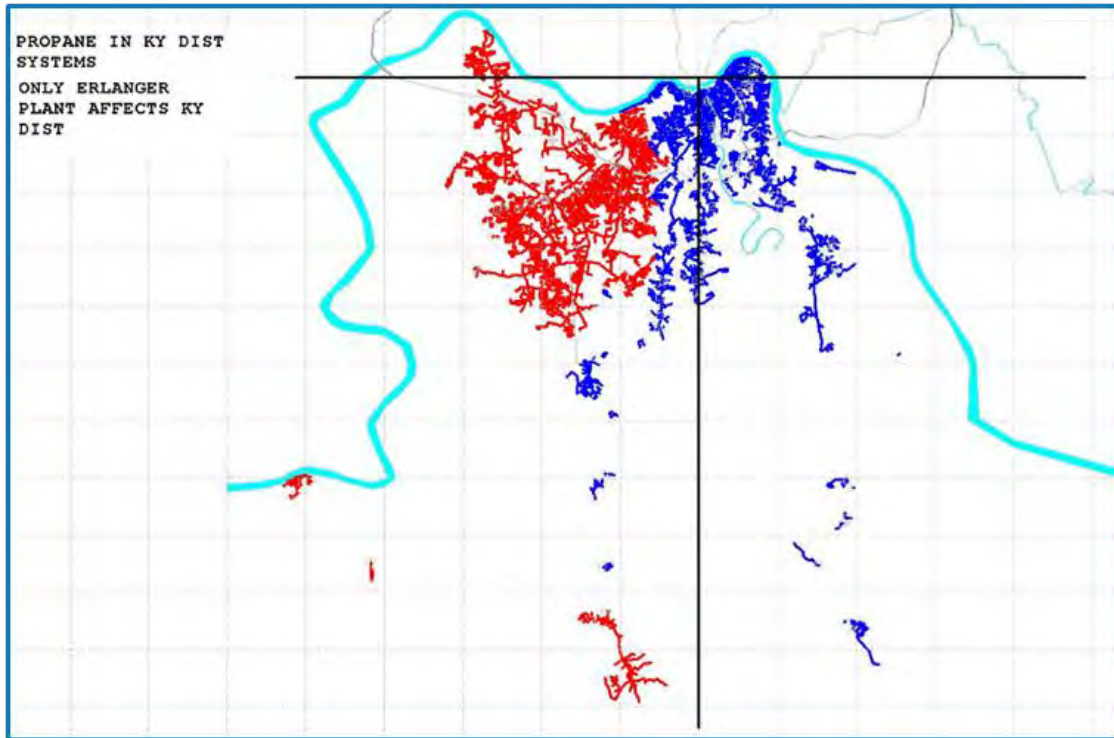 PROPANE IN KY DIST
SYSTEMS
ONLY ERLANGER
PLANT AFFECTS KY
DIST